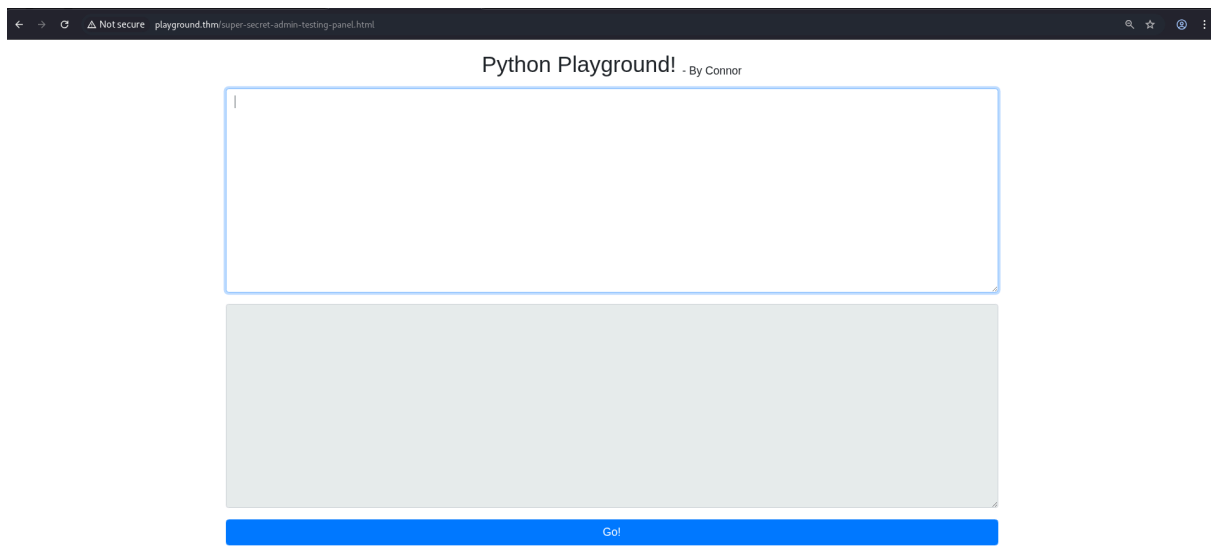 Not secure playground.thm/super-secret-admin-testing-panel.html
Python Playground! - By Connor
Go!